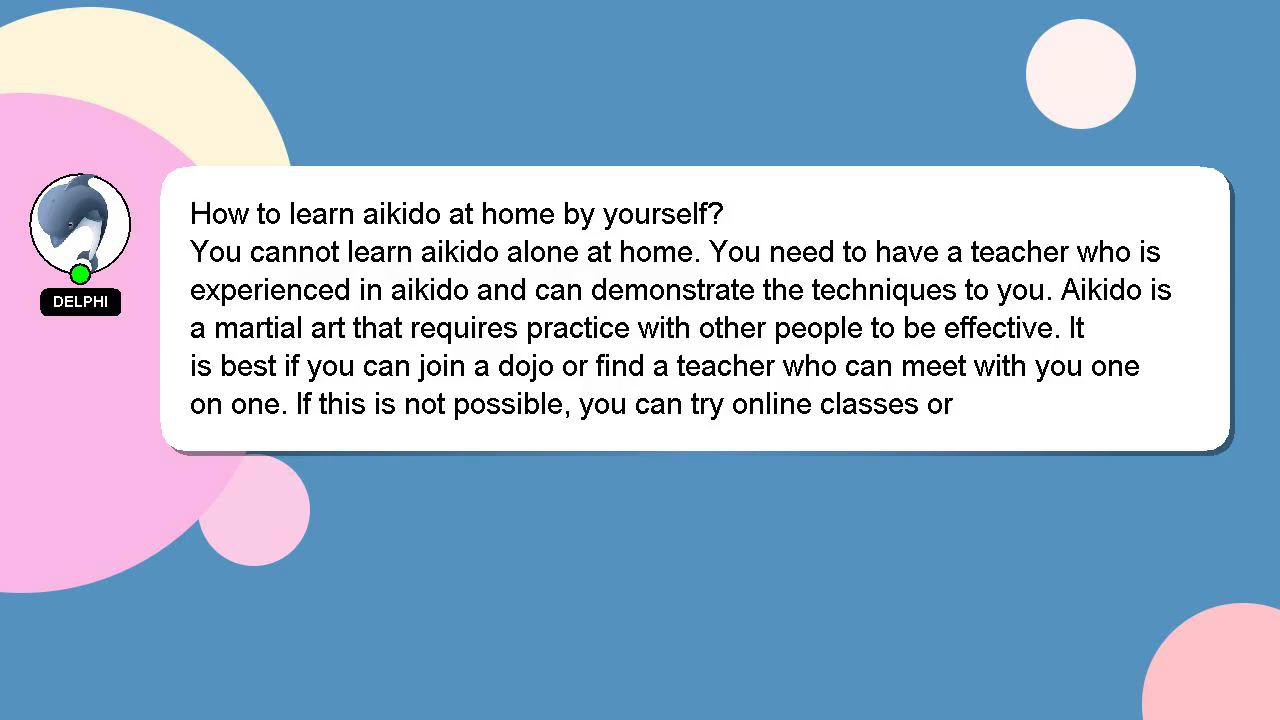 How to learn aikido at home by yourself?
You cannot learn aikido alone at home. You need to have a teacher who is
experienced in aikido and can demonstrate the techniques to you. Aikido is
a martial art that requires practice with other people to be effective. It
is best if you can join a dojo or find a teacher who can meet with you one
on one. If this is not possible, you can try online classes or
DELPHI